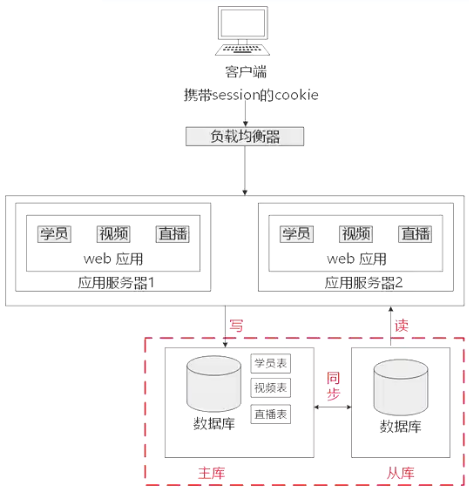 客户端
携带session的cookie
负载均衡器
学员 视频 直播
web 应用
应用服务器1
学员 视频 直播
web 应用
应用服务器2
写
读
学员表
视频表
直播表
数据库
同步
数据库
主库
从库